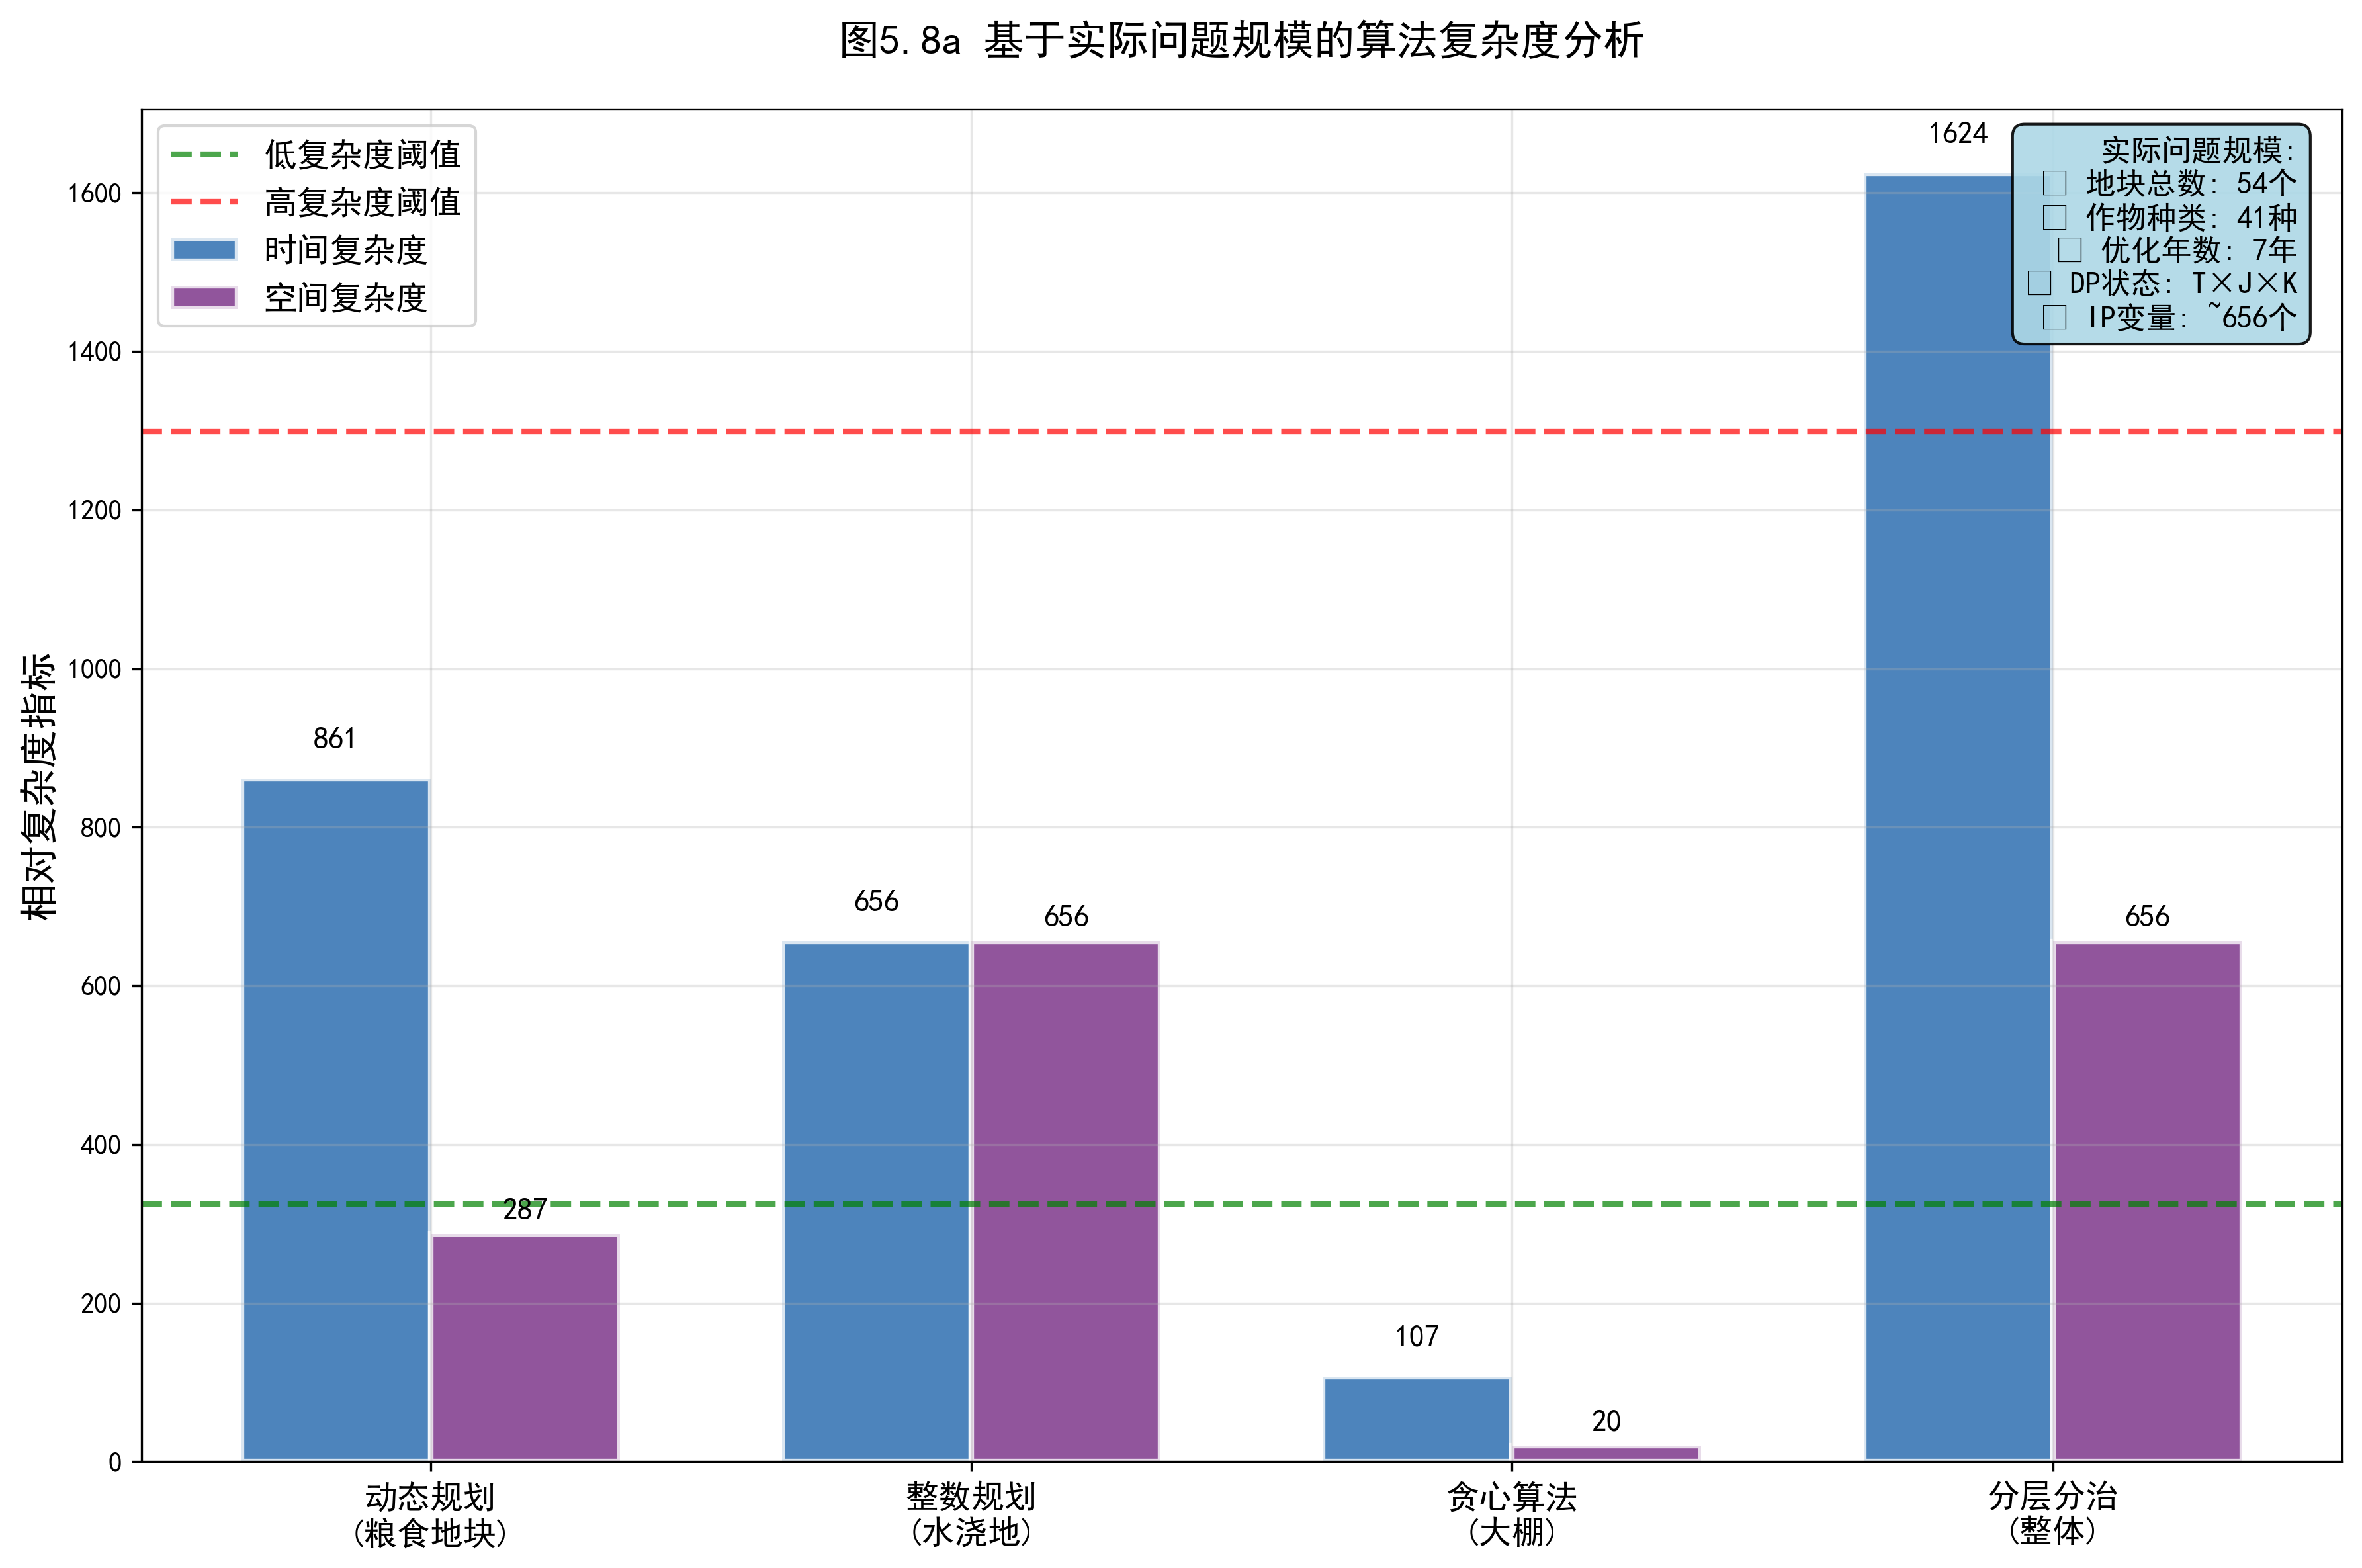 图5.8a 基于实际问题规模的算法复杂度分析
低复杂度阈值
高复杂度阈值
时间复杂度
空间复杂度
实际问题规模:
□ 地块总数: 54个
□ 作物种类: 41种
□ 优化年数: 7年
□ DP状态: T×J×K
□ IP变量: ~656个
相对复杂度指标
1600
1400
1200
1000
800
600
400
200
0
861
287
656
656
107
20
1624
656
动态规划
(粮食地块)
整数规划
(水浇地)
贪心算法
(大棚)
分层分治
(整体)